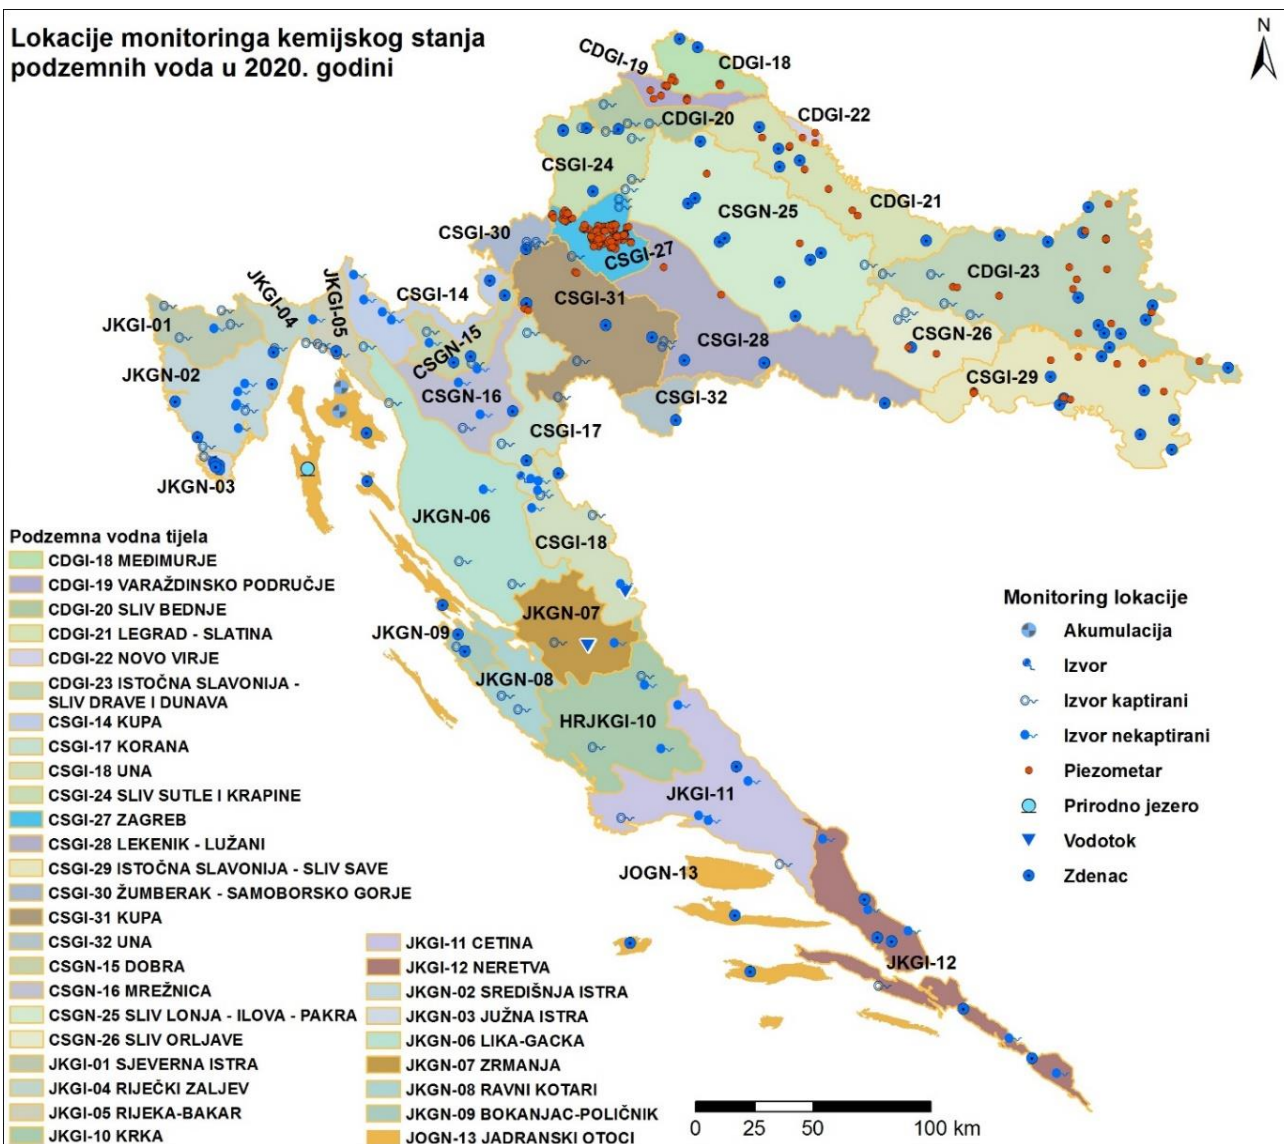 Lokacije monitoringa kemijskog stanja
podzemnih voda u 2020. godini
N
CDGI-19
CDGI-18
CDGI-20
CDGI-22
CSGI-24
CDGI-21
CSGN-25
CSGI-30
CSGI-27
CDGI-23
JKGI-04
JKGI-05
CSGI-14
CSGI-31
JKGI-01
CSGN-15
CSGI-28
CSGN-26
JKGN-02
CSGI-29
CSGN-16
CSGI-32
CSGI-17
JKGN-03
JKGN-06
CSGI-18
JKGN-07
JKGN-09
JKGN-08
HRJKGI-10
JKGI-11
JOGN-13
JKGI-12
Podzemna vodna tijela
CDGI-18 MEĐIMURJE
CDGI-19 VARAŽDINSKO PODRUČJE
CDGI-20 SLIV BEDNJE
CDGI-21 LEGRAD - SLATINA
CDGI-22 NOVO VIRJE
CDGI-23 ISTOČNA SLAVONIJA -
SLIV DRAVE I DUNAVA
CSGI-14 KUPA
CSGI-17 KORANA
CSGI-18 UNA
CSGI-24 SLIV SUTLE I KRAPINE
CSGI-27 ZAGREB
CSGI-28 LEKENIK - LUŽANI
CSGI-29 ISTOČNA SLAVONIJA - SLIV SAVE
CSGI-30 ŽUMBERAK - SAMOBORSKO GORJE
CSGI-31 KUPA
CSGI-32 UNA
CSGN-15 DOBRA
CSGN-16 MREŽNICA
CSGN-25 SLIV LONJA - ILOVA - PAKRA
CSGN-26 SLIV ORLJAVE
JKGI-01 SJEVERNA ISTRA
JKGI-04 RIJEČKI ZALJEV
JKGI-05 RIJEKA-BAKAR
JKGI-10 KRKA
JKGI-11 CETINA
JKGI-12 NERETVA
JKGN-02 SREDIŠNJA ISTRA
JKGN-03 JUŽNA ISTRA
JKGN-06 LIKA-GACKA
JKGN-07 ZRMANJA
JKGN-08 RAVNI KOTARI
JKGN-09 BOKANJAC-POLIČNIK
JOGN-13 JADRANSKI OTOCI
Monitoring lokacije
Akumulacija
Izvor
Izvor kaptirani
Izvor nekaptirani
Piezometar
Prirodno jezero
Vodotok
Zdenac
0 25 50 100 km